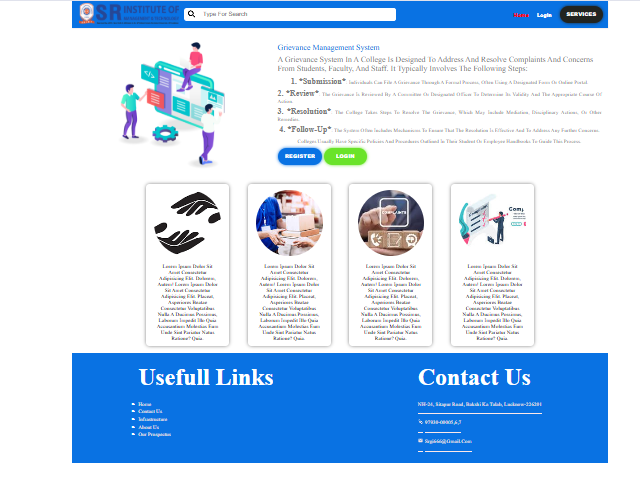 SR INSTITUTE OF
Type For Search
Login
SERVICES
Grievance Management System
A Grievance System In A College Is Designed To Address And Resolve Complaints And Concerns
From Students, Faculty, And Staff. It Typically Involves The Following Steps:
1. *Submission* Individuals Can File A Grievance Through A Formal Process, Often Using A Designated Form Or Online Portal.
2. *Review* The Grievance Is Reviewed By A Committee Or Designated Officer To Determine Its Validity And The Appropriate Course Of
Action.
3. *Resolution* The College Takes Steps To Resolve The Grievance, Which May Include Mediation, Disciplinary Actions, Or Other
Remedies.
4. *Follow-Up* The System Often Includes Mechanisms To Ensure That The Resolution Is Effective And To Address Any Further Concerns.
Colleges Usually Have Specific Policies And Procedures Outlined In Their Student Or Employee Handbooks To Guide This Process.
REGISTER
LOGIN
COMPLAINTS
Lorem Ipsum Dolor Sit
Amet Consectetur
Adipisicing Elit. Dolorem,
Autem! Lorem Ipsum Dolor
Sit Amet Consectetur
Adipisicing Elit. Placeat,
Asperiores Beatae
Consectetur Voluptatibus
Nulla A Ducimus Possimus,
Laborum Impedit Illo Quia
Accusantium Molestias Eum
Unde Sint Pariatur Natus
Ratione? Quia.
Lorem Ipsum Dolor Sit
Amet Consectetur
Adipisicing Elit. Dolorem,
Autem! Lorem Ipsum Dolor
Sit Amet Consectetur
Adipisicing Elit. Placeat,
Asperiores Beatae
Consectetur Voluptatibus
Nulla A Ducimus Possimus,
Laborum Impedit Illo Quia
Accusantium Molestias Eum
Unde Sint Pariatur Natus
Ratione? Quia.
Lorem Ipsum Dolor Sit
Amet Consectetur
Adipisicing Elit. Dolorem,
Autem! Lorem Ipsum Dolor
Sit Amet Consectetur
Adipisicing Elit. Placeat,
Asperiores Beatae
Consectetur Voluptatibus
Nulla A Ducimus Possimus,
Laborum Impedit Illo Quia
Accusantium Molestias Eum
Unde Sint Pariatur Natus
Ratione? Quia.
Lorem Ipsum Dolor Sit
Amet Consectetur
Adipisicing Elit. Dolorem,
Autem! Lorem Ipsum Dolor
Sit Amet Consectetur
Adipisicing Elit. Placeat,
Asperiores Beatae
Consectetur Voluptatibus
Nulla A Ducimus Possimus,
Laborum Impedit Illo Quia
Accusantium Molestias Eum
Unde Sint Pariatur Natus
Ratione? Quia.
Usefull Links
Home
Contact Us
Infrastructure
About Us
Our Prospectus
Contact Us
NH-24, Sitapur Road, Bakshi Ka Talab, Lucknow-226201